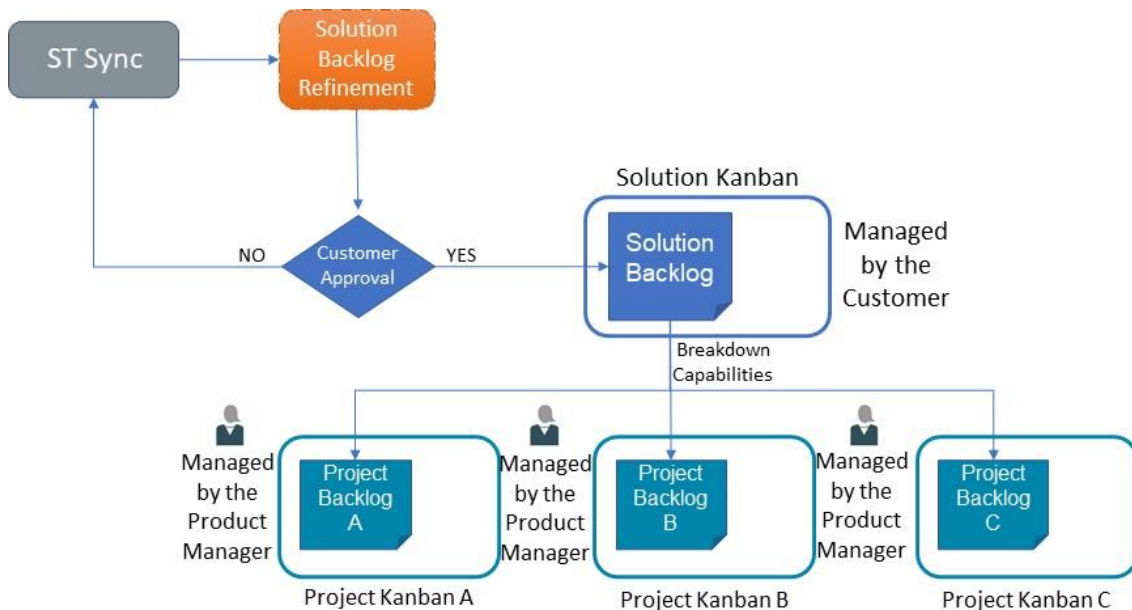 ST Sync
Solution
Backlog
Refinement
Solution Kanban
NO
Customer
Approval
YES
Solution
Backlog
Managed
by the
Customer
Breakdown
Capabilities
Managed
by the
Product
Manager
Project
Backlog
A
Managed
by the
Product
Manager
Project
Backlog
B
Managed
by the
Product
Manager
Project
Backlog
C
Project Kanban A
Project Kanban B
Project Kanban C